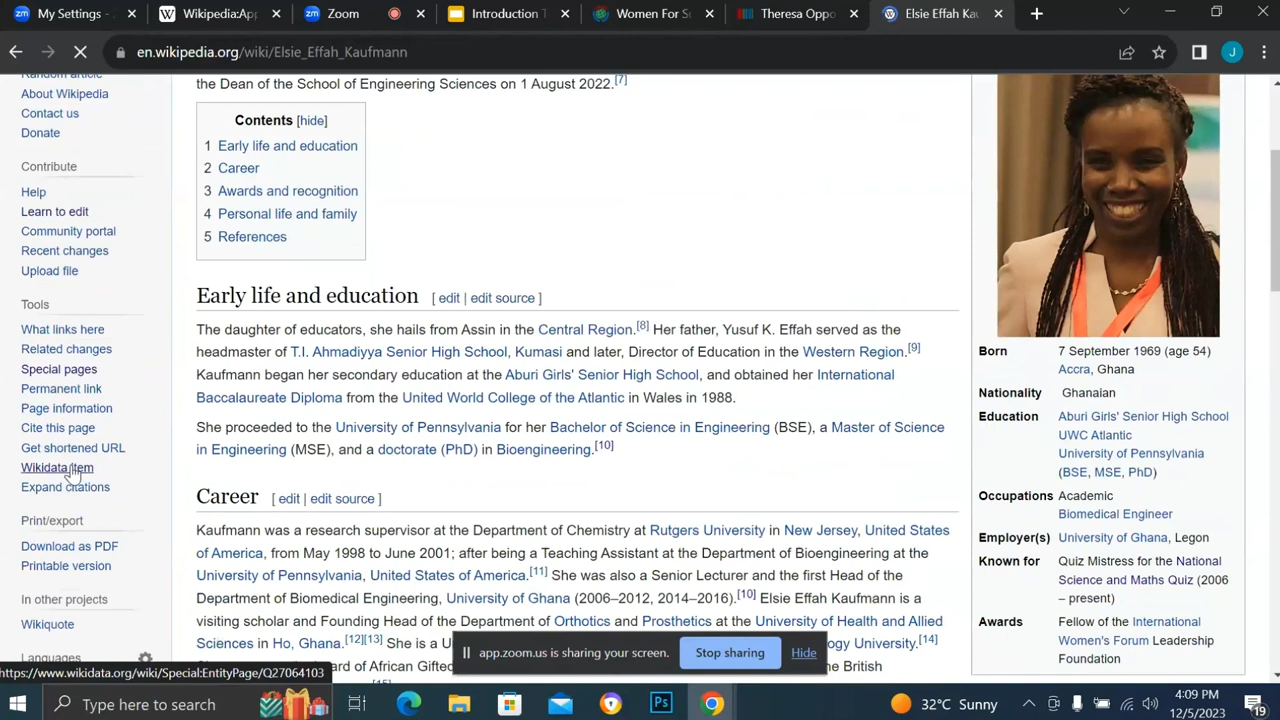 My Settings -
Wikipedia:App
Zoom
Introduction T
Women For S
Theresa Oppo
Elsie Effah Kau
en.wikipedia.org/wiki/Elsie_Effah_Kaufmann
J
Random article
About Wikipedia
Contact us
Donate
Contribute
Help
Learn to edit
Community portal
Recent changes
Upload file
Tools
What links here
Related changes
Special pages
Permanent link
Page information
Cite this page
Get shortened URL
Wikidata item
Expand citations
Print/export
Download as PDF
Printable version
In other projects
Wikiquote
Languages
the Dean of the School of Engineering Sciences on 1 August 2022.[7]
Contents [hide]
1 Early life and education
2 Career
3 Awards and recognition
4 Personal life and family
5 References
Early life and education [ edit | edit source ]
The daughter of educators, she hails from Assin in the Central Region.[8] Her father, Yusuf K. Effah served as the
headmaster of T.I. Ahmadiyya Senior High School, Kumasi and later, Director of Education in the Western Region.[9]
Kaufmann began her secondary education at the Aburi Girls' Senior High School, and obtained her International
Baccalaureate Diploma from the United World College of the Atlantic in Wales in 1988.
She proceeded to the University of Pennsylvania for her Bachelor of Science in Engineering (BSE), a Master of Science
in Engineering (MSE), and a doctorate (PhD) in Bioengineering.[10]
Career [ edit | edit source ]
Kaufmann was a research supervisor at the Department of Chemistry at Rutgers University in New Jersey, United States
of America, from May 1998 to June 2001; after being a Teaching Assistant at the Department of Bioengineering at the
University of Pennsylvania, United States of America.[11] She was also a Senior Lecturer and the first Head of the
Department of Biomedical Engineering, University of Ghana (2006–2012, 2014–2016).[10] Elsie Effah Kaufmann is a
visiting scholar and Founding Head of the Department of Orthotics and Prosthetics at the University of Health and Allied
Sciences in Ho, Ghana.[12][13] She is a U
ogy University.[14]
ard of African Gifted
the British
[15]
Born 7 September 1969 (age 54)
Accra, Ghana
Nationality Ghanaian
Education Aburi Girls' Senior High School
UWC Atlantic
University of Pennsylvania
(BSE, MSE, PhD)
Occupations Academic
Biomedical Engineer
Employer(s) University of Ghana, Legon
Known for Quiz Mistress for the National
Science and Maths Quiz (2006
– present)
Awards Fellow of the International
Women's Forum Leadership
Foundation
app.zoom.us is sharing your screen. Stop sharing Hide
https://www.wikidata.org/wiki/Special:EntityPage/Q27064103
Type here to search
Ps
32°C Sunny
4:09 PM
12/5/2023
19